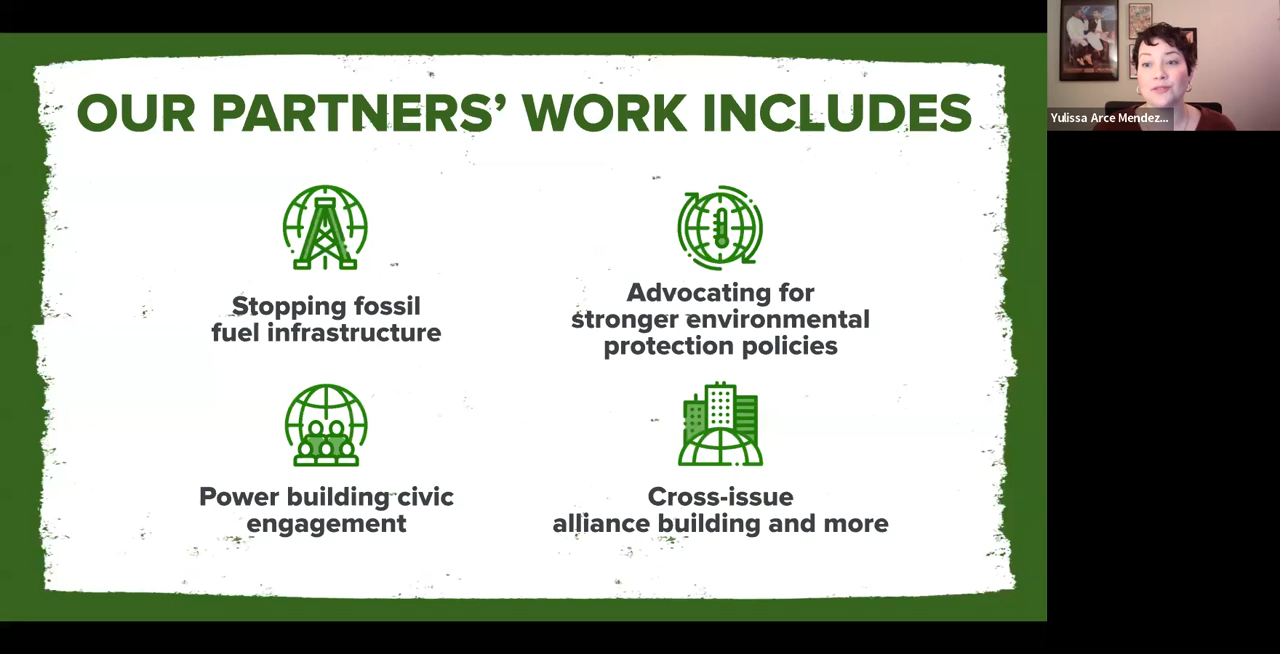 OUR PARTNERS’ WORK INCLUDES
Stopping fossil
fuel infrastructure
Advocating for
stronger environmental
protection policies
Power building civic
engagement
Cross-issue
alliance building and more
Yulissa Arce Mendez...